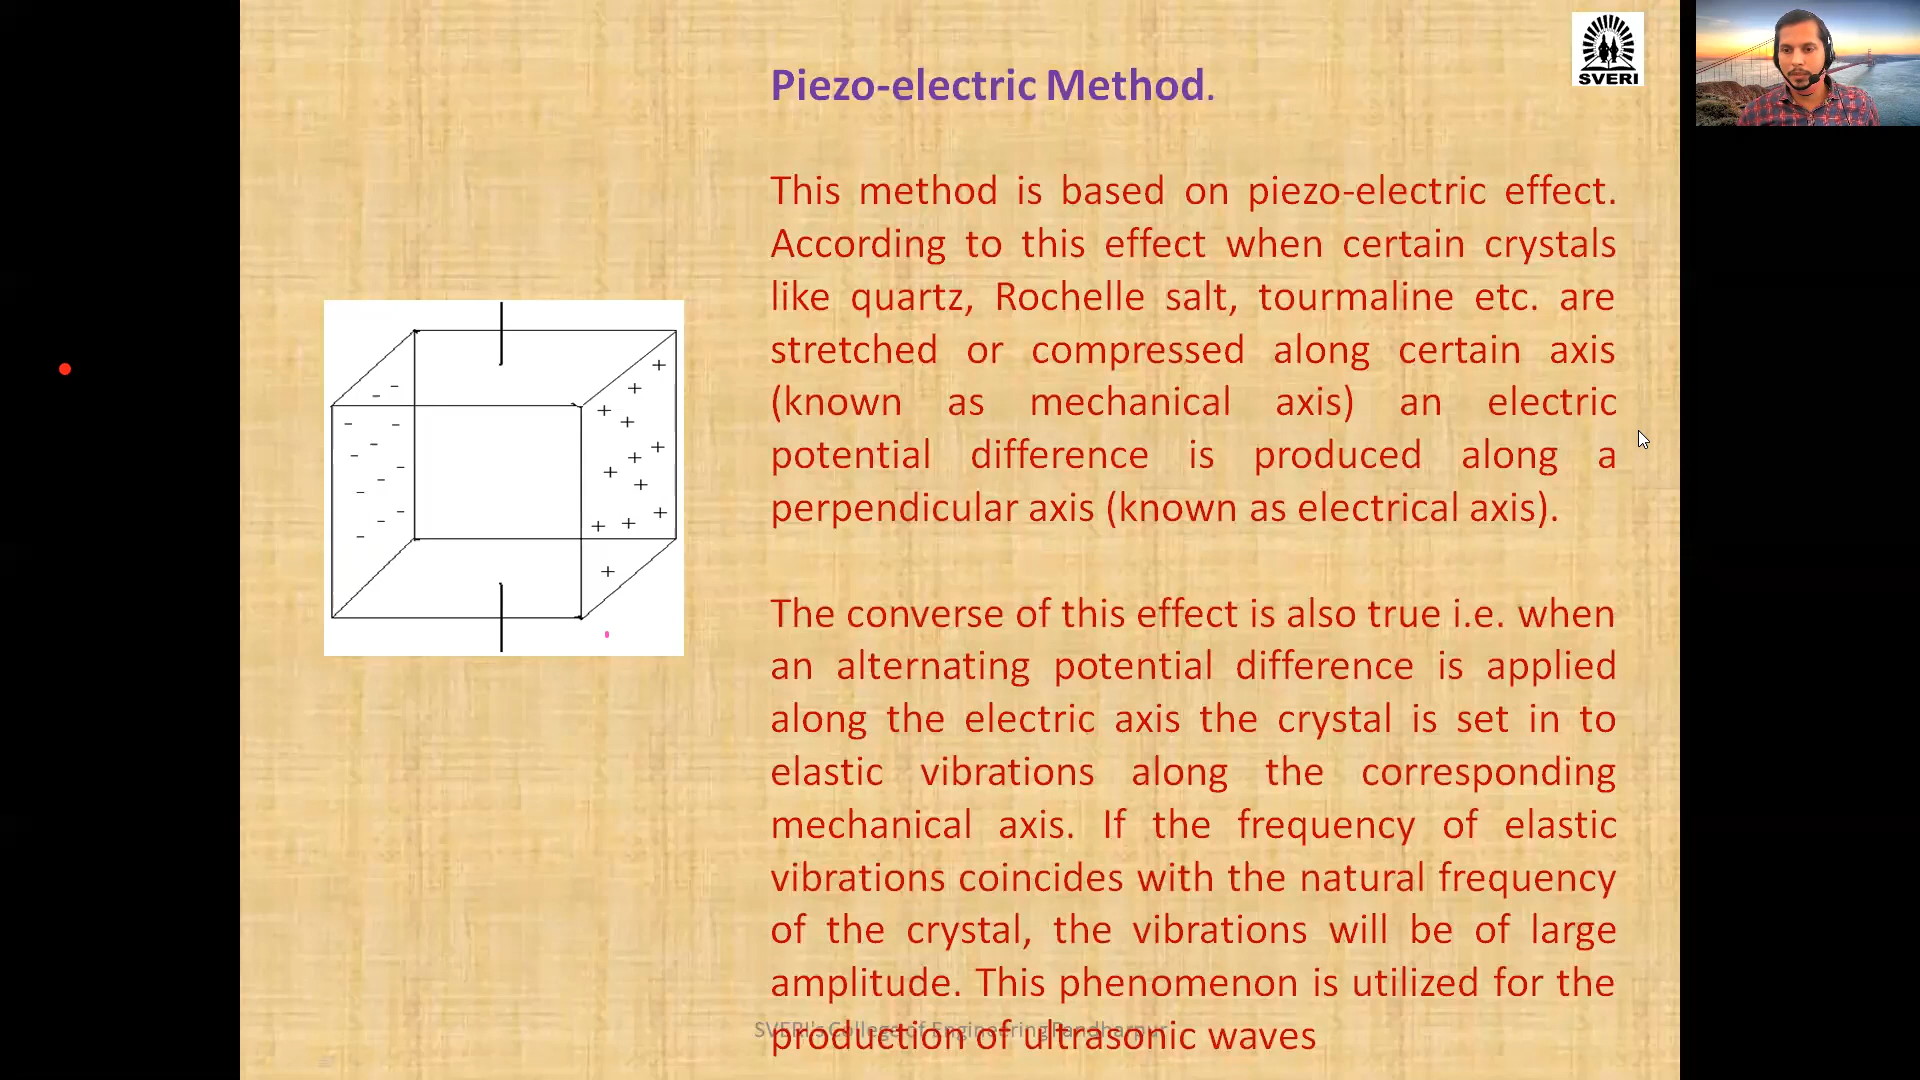 Piezo-electric Method.
SVERI
This method is based on piezo-electric effect.
According to this effect when certain crystals
like quartz, Rochelle salt, tourmaline etc. are
stretched or compressed along certain axis
(known as mechanical axis) an electric
potential difference is produced along a
perpendicular axis (known as electrical axis).
The converse of this effect is also true i.e. when
an alternating potential difference is applied
along the electric axis the crystal is set in to
elastic vibrations along the corresponding
mechanical axis. If the frequency of elastic
vibrations coincides with the natural frequency
of the crystal, the vibrations will be of large
amplitude. This phenomenon is utilized for the
production of ultrasonic waves
SVERI's College of Engineering Pandharpur